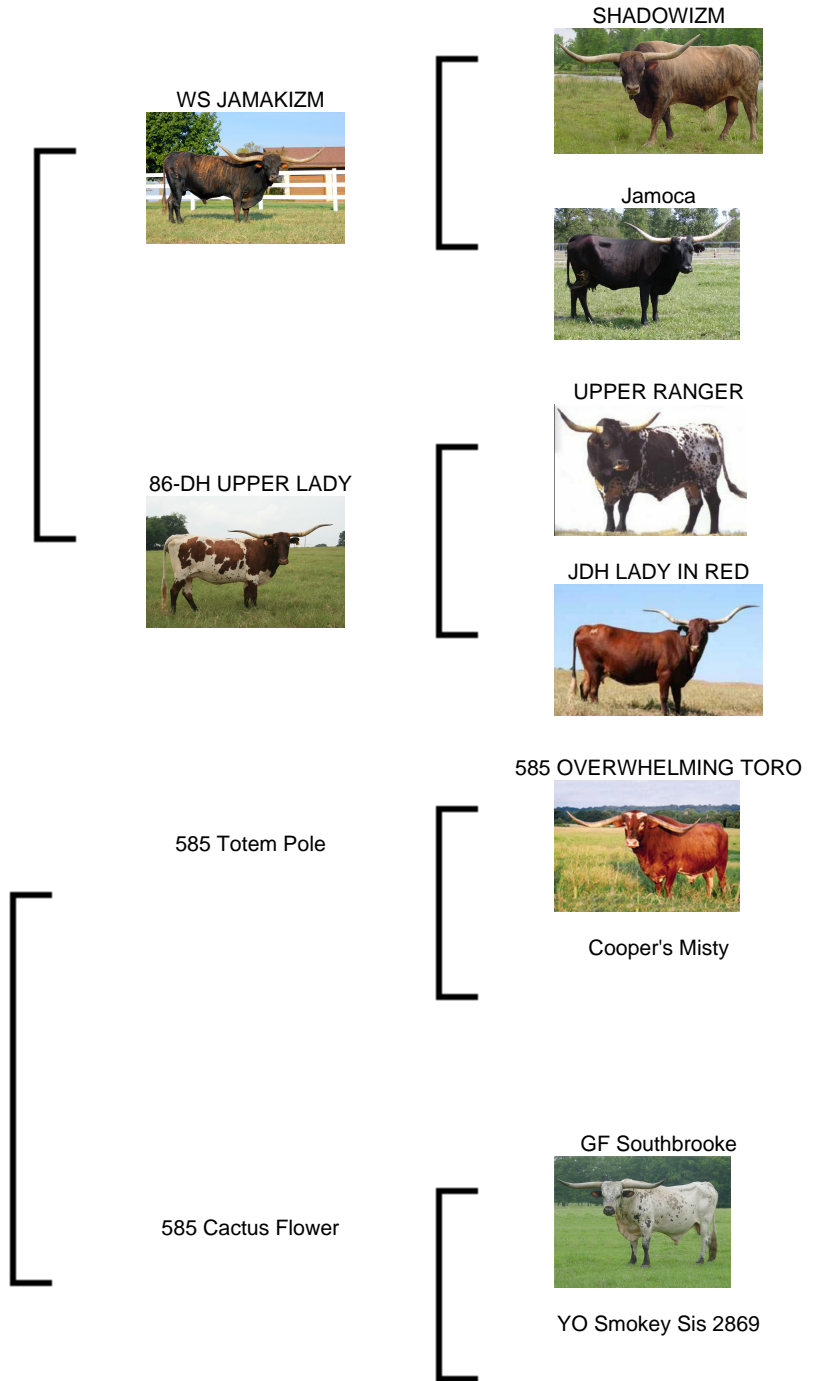 SHADOWIZM
WS JAMAKIZM
Jamoca
UPPER RANGER
86-DH UPPER LADY
JDH LADY IN RED
585 OVERWHELMING TORO
585 Totem Pole
Cooper's Misty
GF Southbrooke
585 Cactus Flower
YO Smokey Sis 2869